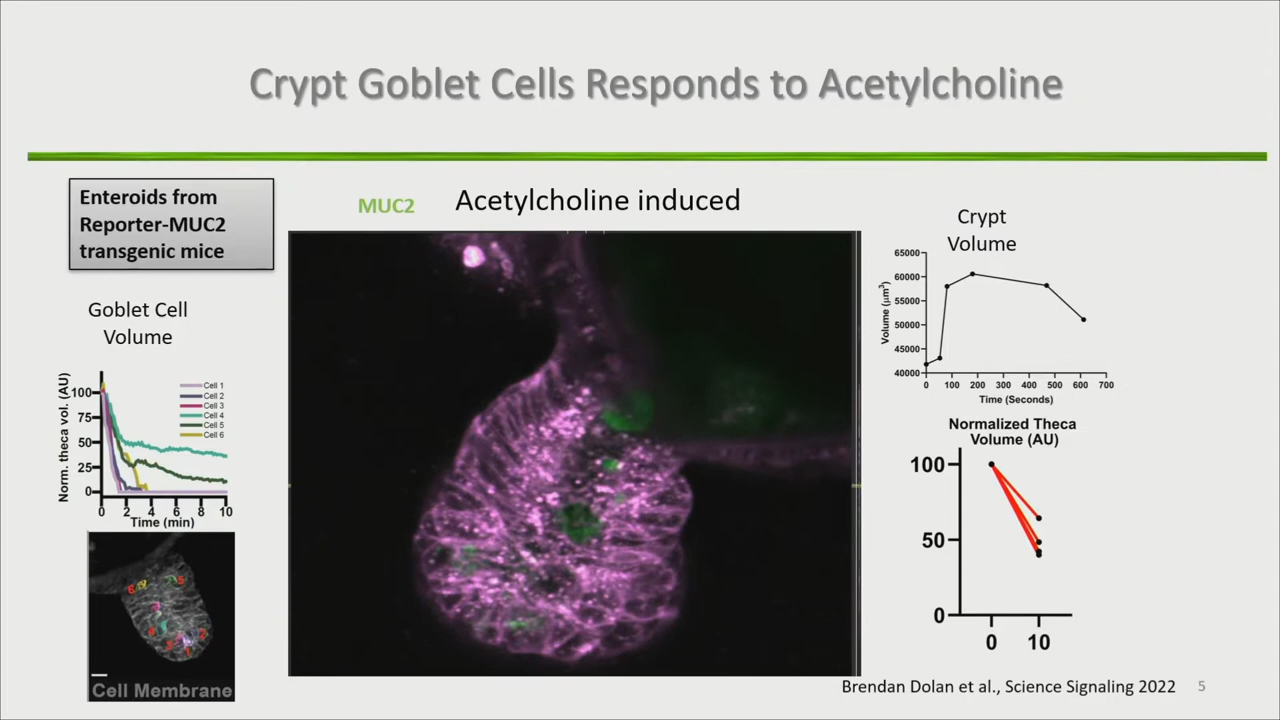 Crypt Goblet Cells Responds to Acetylcholine
Enteroids from
Reporter-MUC2
transgenic mice
MUC2
Acetylcholine induced
Goblet Cell
Volume
Norm. theca vol. (AU)
100
75
50
25
0
Cell 1
Cell 2
Cell 3
Cell 4
Cell 5
Cell 6
0 2 4 6 8 10
Time (min)
Cell Membrane
Crypt
Volume
Volume (µm³)
65000
60000
55000
50000
45000
40000
0 100 200 300 400 500 600 700
Time (Seconds)
Normalized Theca
Volume (AU)
100
50
0
0 10
Brendan Dolan et al., Science Signaling 2022
5